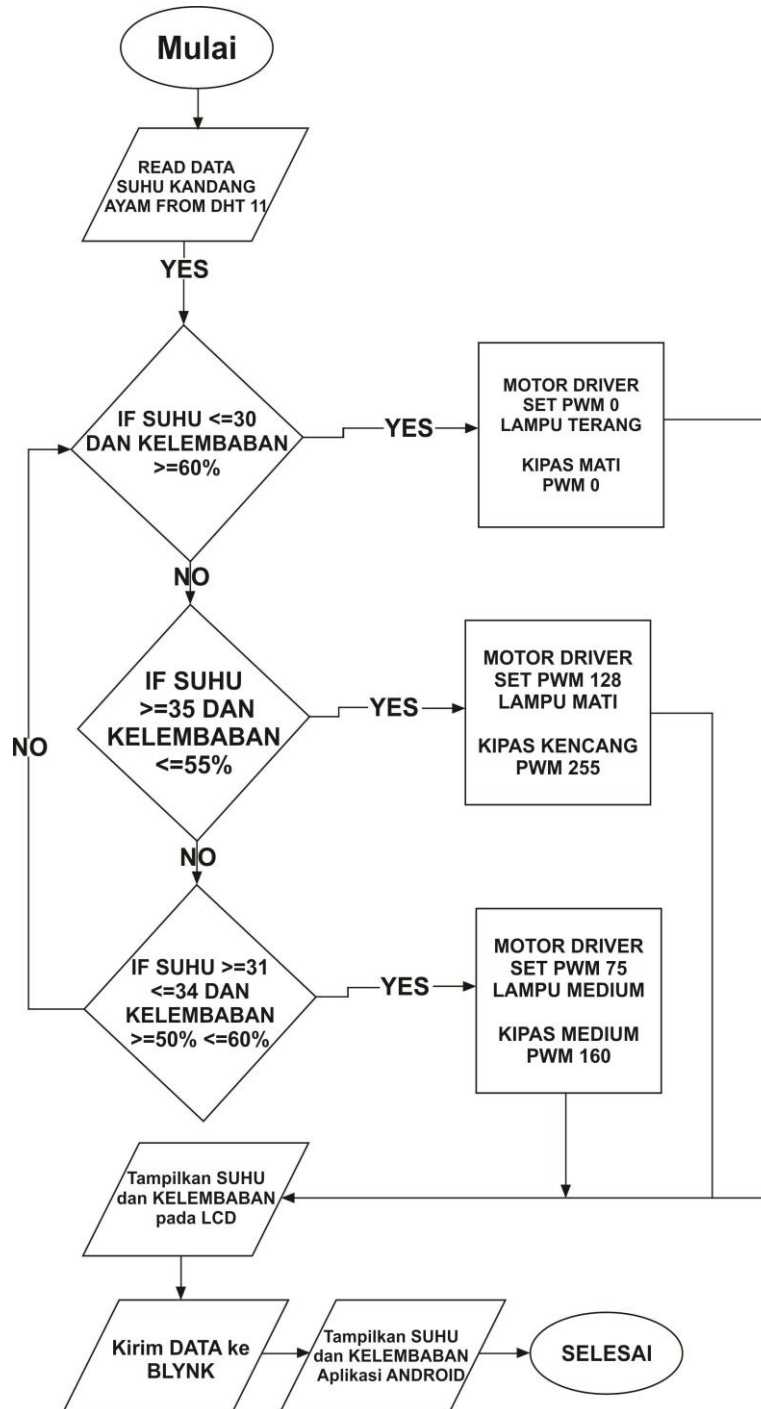 Mulai
READ DATA
SUHU KANDANG
AYAM FROM DHT 11
YES
IF SUHU <=30
DAN KELEMBABAN
>=60%
YES
MOTOR DRIVER
SET PWM 0
LAMPU TERANG
KIPAS MATI
PWM 0
NO
IF SUHU
>=35 DAN
KELEMBABAN
<=55%
YES
MOTOR DRIVER
SET PWM 128
LAMPU MATI
KIPAS KENCANG
PWM 255
NO
NO
IF SUHU >=31
<=34 DAN
KELEMBABAN
>=50% <=60%
YES
MOTOR DRIVER
SET PWM 75
LAMPU MEDIUM
KIPAS MEDIUM
PWM 160
Tampilkan SUHU
dan KELEMBABAN
pada LCD
Kirim DATA ke
BLYNK
Tampilkan SUHU
dan KELEMBABAN
Aplikasi ANDROID
SELESAI